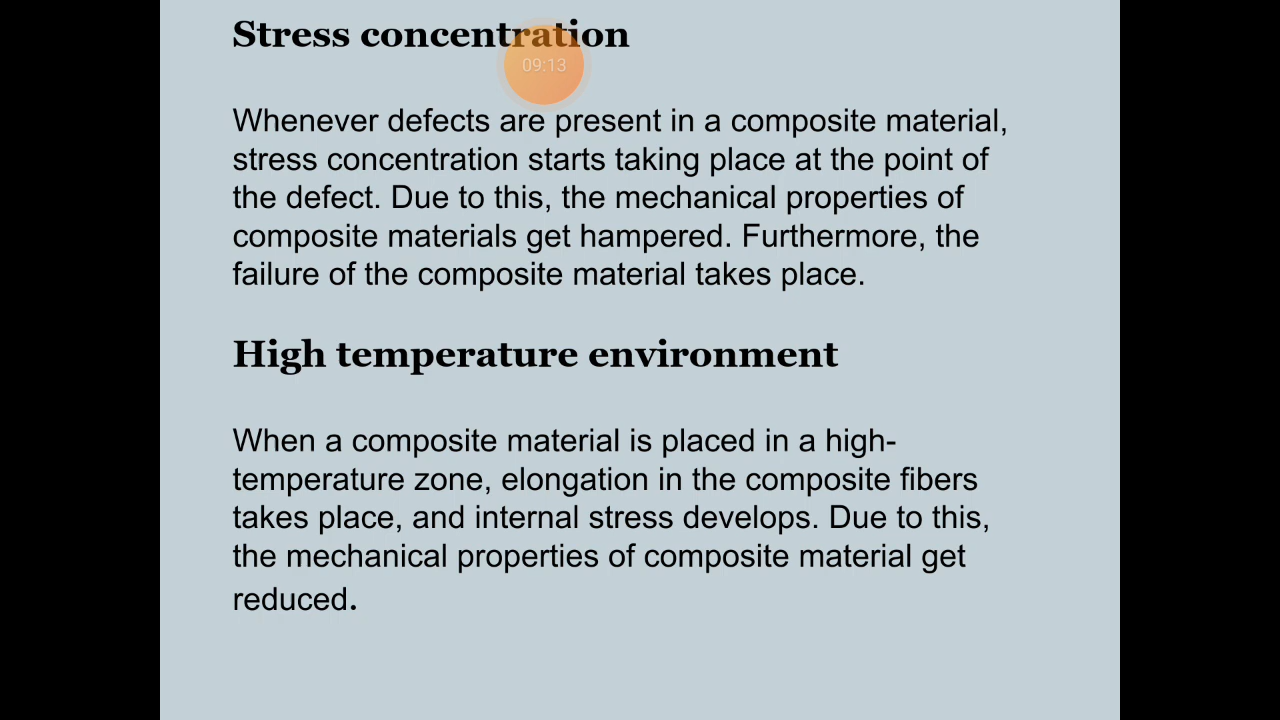 Stress concentration
09:13
Whenever defects are present in a composite material,
stress concentration starts taking place at the point of
the defect. Due to this, the mechanical properties of
composite materials get hampered. Furthermore, the
failure of the composite material takes place.
High temperature environment
When a composite material is placed in a high-
temperature zone, elongation in the composite fibers
takes place, and internal stress develops. Due to this,
the mechanical properties of composite material get
reduced.